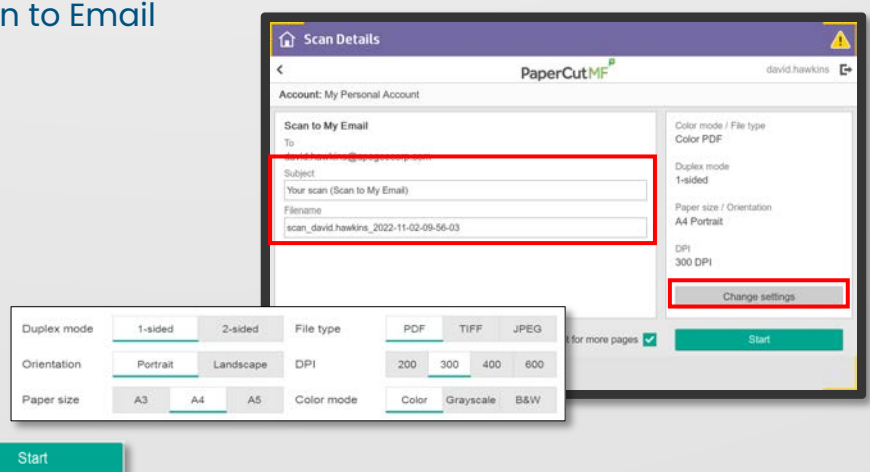 n to Email
Scan Details
PaperCutMF
david.hawkins
Account: My Personal Account
Scan to My Email
To
david.hawkins@apogeecorp.com
Subject
Your scan (Scan to My Email)
Filename
scan_david.hawkins_2022-11-02-09-56-03
Color mode / File type
Color PDF
Duplex mode
1-sided
Paper size / Orientation
A4 Portrait
DPI
300 DPI
Change settings
t for more pages
Start
Duplex mode 1-sided 2-sided File type PDF TIFF JPEG
Orientation Portrait Landscape DPI 200 300 400 600
Paper size A3 A4 A5 Color mode Color Grayscale B&W
Start